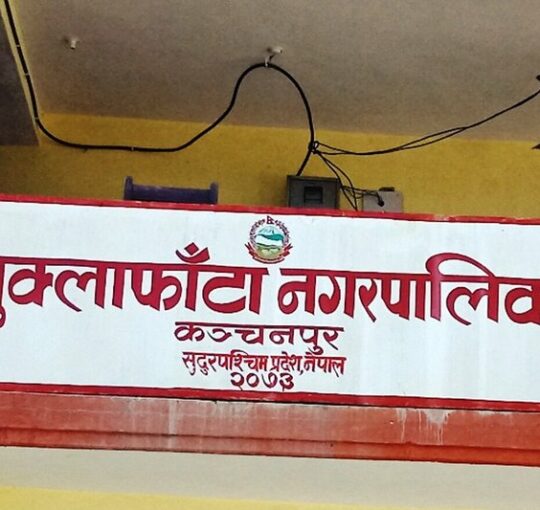 ुक्लाफाँटा नगरपालिक
कञ्चनपुर
सुदुरपश्चिम प्रदेश, नेपाल
२०७३